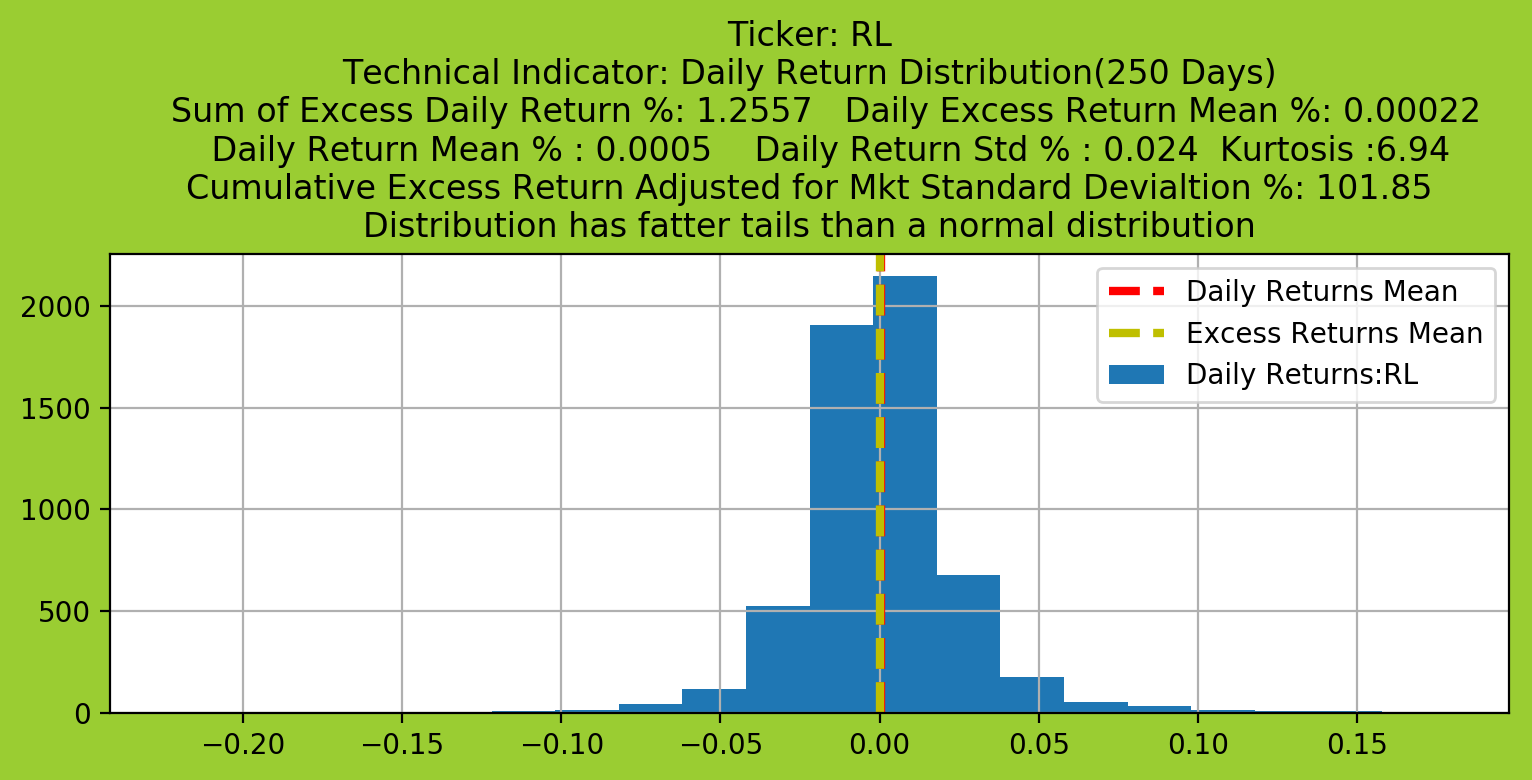 Ticker: RL
Technical Indicator: Daily Return Distribution(250 Days)
Sum of Excess Daily Return %: 1.2557   Daily Excess Return Mean %: 0.00022
Daily Return Mean % : 0.0005    Daily Return Std % : 0.024  Kurtosis :6.94
Cumulative Excess Return Adjusted for Mkt Standard Devialtion %: 101.85
Distribution has fatter tails than a normal distribution
Daily Returns Mean
Excess Returns Mean
Daily Returns:RL
2000
1500
1000
500
0
−0.20 −0.15 −0.10 −0.05 0.00 0.05 0.10 0.15